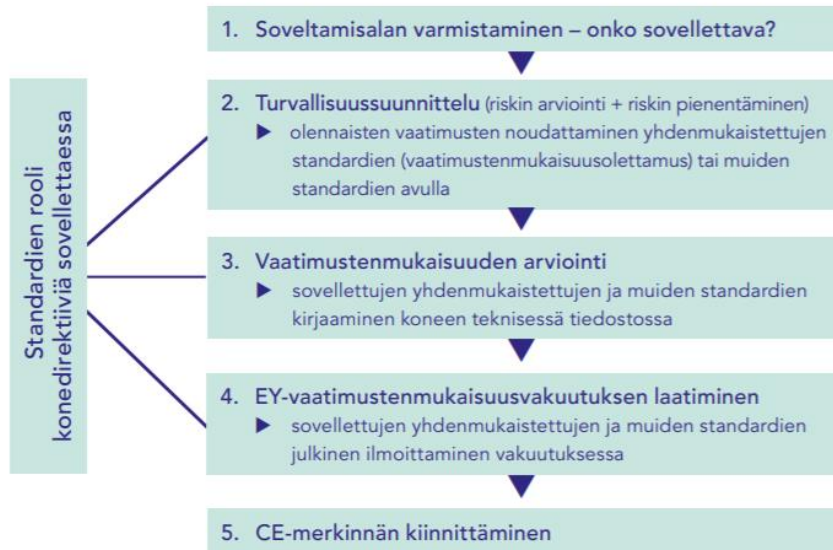 Standardien rooli
konedirektiiviä sovellettaessa
1. Soveltamisalan varmistaminen – onko sovellettava?
2. Turvallisuussuunnittelu (riskin arviointi + riskin pienentäminen)
▶ olennaisten vaatimusten noudattaminen yhdenmukaistettujen
standardien (vaatimustenmukaisuusolettamus) tai muiden
standardien avulla
3. Vaatimustenmukaisuuden arviointi
▶ sovellettujen yhdenmukaistettujen ja muiden standardien
kirjaaminen koneen teknisessä tiedostossa
4. EY-vaatimustenmukaisuusvakuutuksen laatiminen
▶ sovellettujen yhdenmukaistettujen ja muiden standardien
julkinen ilmoittaminen vakuutuksessa
5. CE-merkinnän kiinnittäminen